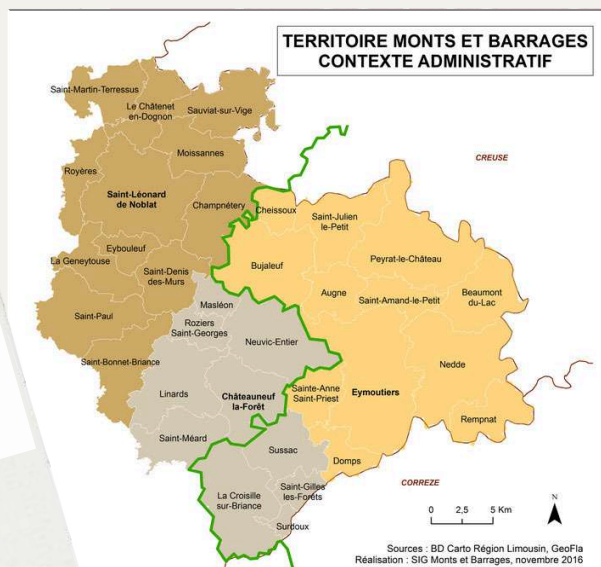 TERRITOIRE MONTS ET BARRAGES
CONTEXTE ADMINISTRATIF
Saint-Martin-Terressus
Le Châtenet
en-Dognon
Sauviat-sur-Vige
Moissannes
CREUSE
Royères
Saint-Léonard
de Noblat
Champnétery
Cheissoux
Saint-Julien
le-Petit
Eybouleuf
La Geneytouse
Bujaleuf
Peyrat-le-Château
Saint-Denis
des-Murs
Augne
Saint-Amand-le-Petit
Beaumont
du-Lac
Masléon
Saint-Paul
Roziers
Saint-Georges
Neuvic-Entier
Saint-Bonnet-Briance
Nedde
Linards
Châteauneuf
la-Forêt
Sainte-Anne
Saint-Priest
Eymoutiers
Rempnat
Saint-Méard
Sussac
Domps
CORREZE
La Croisille
sur-Briance
Saint-Gilles
les-Forêts
Surdoux
0 2,5 5 Km
N
Sources : BD Carto Région Limousin, GeoFla
Réalisation : SIG Monts et Barrages, novembre 2016